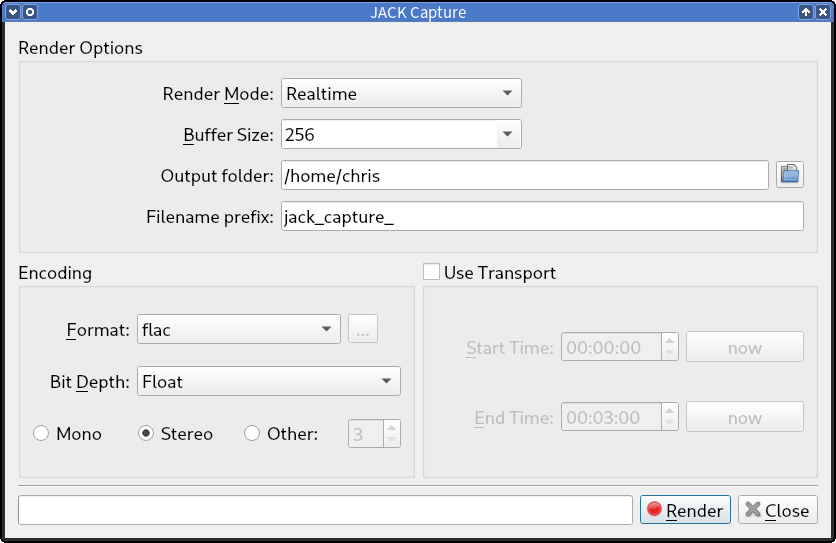 JACK Capture
Render Options
Render Mode: Realtime
Buffer Size: 256
Output folder: /home/chris
Filename prefix: jack_capture_
Encoding
Format: flac ...
Bit Depth: Float
Mono Stereo Other: 3
Use Transport
Start Time: 00:00:00 now
End Time: 00:03:00 now
Render Close